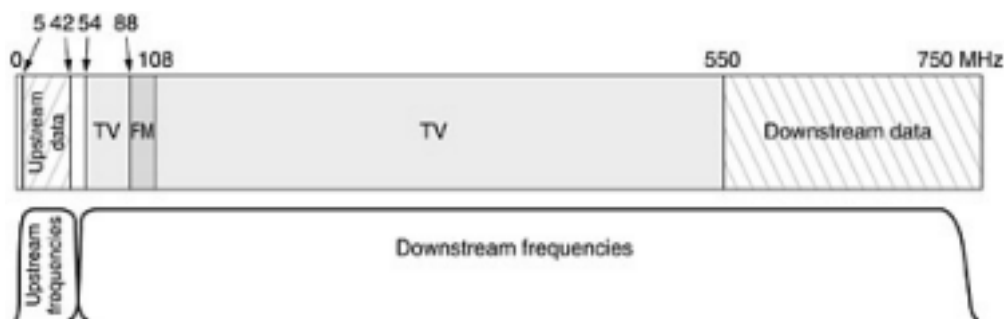 5 42 54 88
0 108 550 750 MHz
Upstream
data
TV FM TV Downstream data
Upstream
frequencies
Downstream frequencies